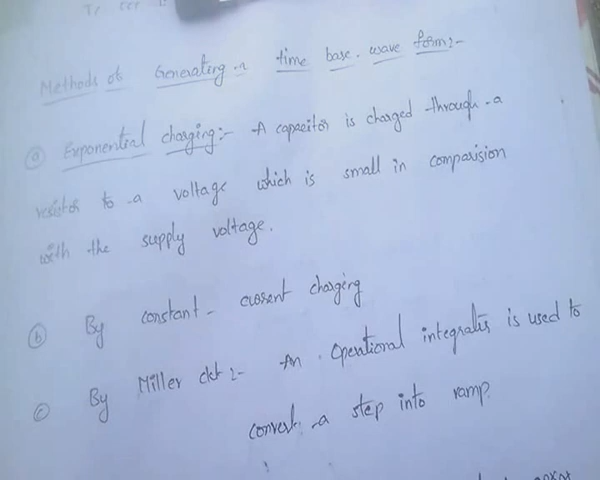 Methods of Generating a time base wave form:-
(a) Exponential charging:- A capacitor is charged through a
resistor to a voltage which is small in comparision
with the supply voltage.
(b) By constant - current charging
(c) By Miller ckt :- An Operational integrator is used to
convert a step into ramp.